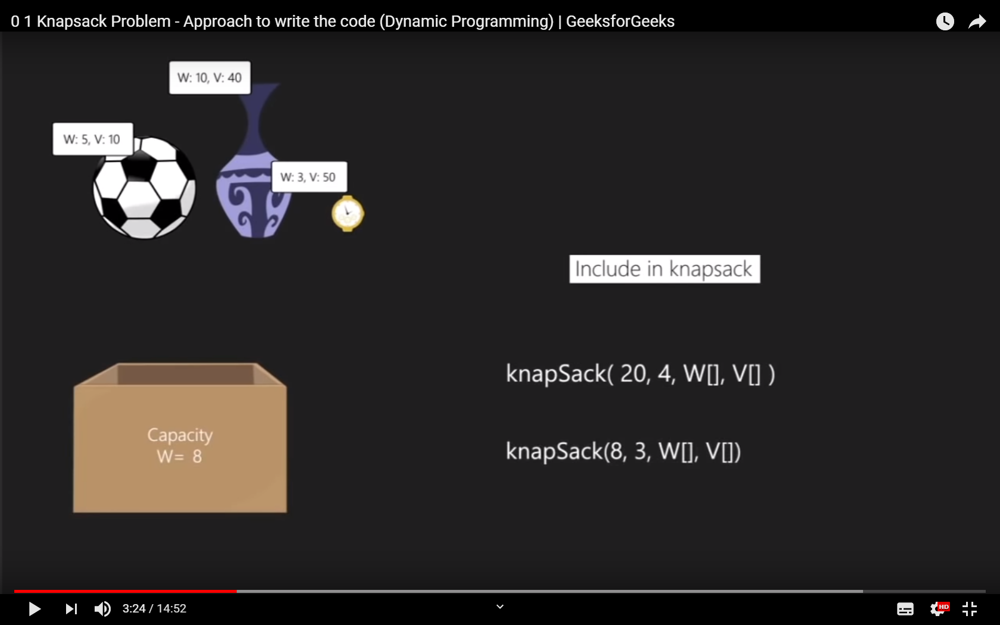 0 1 Knapsack Problem - Approach to write the code (Dynamic Programming) | GeeksforGeeks
W: 10, V: 40
W: 5, V: 10
W: 3, V: 50
Include in knapsack
knapSack( 20, 4, W[], V[] )
Capacity
W= 8
knapSack(8, 3, W[], V[])
3:24 / 14:52
HD